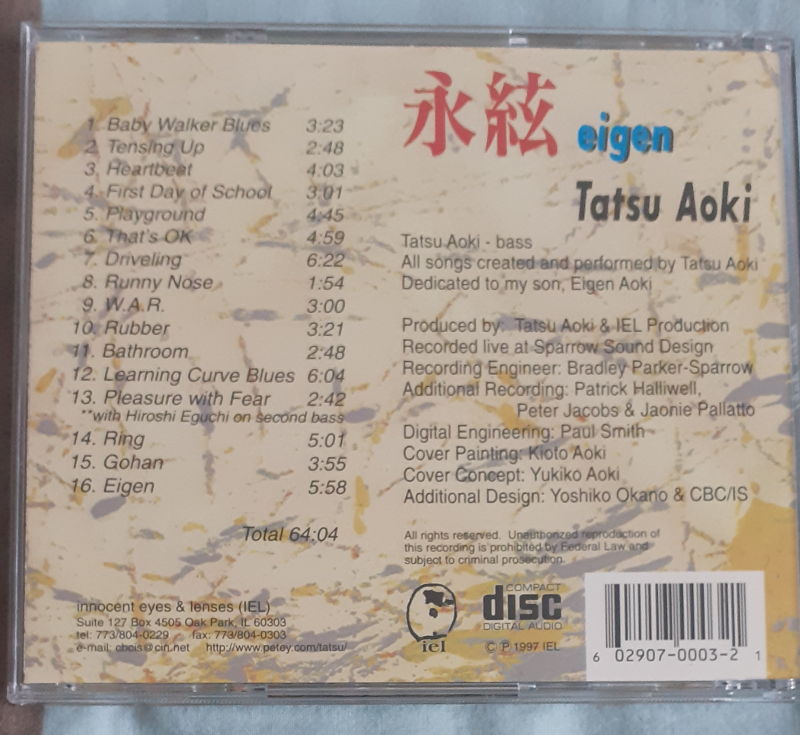 1. Baby Walker Blues 3:23
2. Tensing Up 2:48
3. Heartbeat 4:03
4. First Day of School 3:01
5. Playground 4:45
6. That's OK 4:59
7. Driveling 6:22
8. Runny Nose 1:54
9. W.A.R. 3:00
10. Rubber 3:21
11. Bathroom 2:48
12. Learning Curve Blues 6:04
13. Pleasure with Fear 2:42
**with Hiroshi Eguchi on second bass
14. Ring 5:01
15. Gohan 3:55
16. Eigen 5:58
Total 64:04
innocent eyes & lenses (IEL)
Suite 127 Box 4505 Oak Park, IL 60303
tel: 773/804-0229 fax: 773/804-0303
e-mail: cbcis@cin.net http://www.petey.com/tatsu/
永絃 eigen
Tatsu Aoki
Tatsu Aoki - bass
All songs created and performed by Tatsu Aoki
Dedicated to my son, Eigen Aoki
Produced by: Tatsu Aoki & IEL Production
Recorded live at Sparrow Sound Design
Recording Engineer: Bradley Parker-Sparrow
Additional Recording: Patrick Halliwell,
Peter Jacobs & Jaonie Pallatto
Digital Engineering: Paul Smith
Cover Painting: Kioto Aoki
Cover Concept: Yukiko Aoki
Additional Design: Yoshiko Okano & CBC/IS
All rights reserved. Unauthorized reproduction of
this recording is prohibited by Federal Law and
subject to criminal prosecution.
iel
COMPACT
disc
DIGITAL AUDIO
© ℗ 1997 IEL
6 02907-0003-2 1